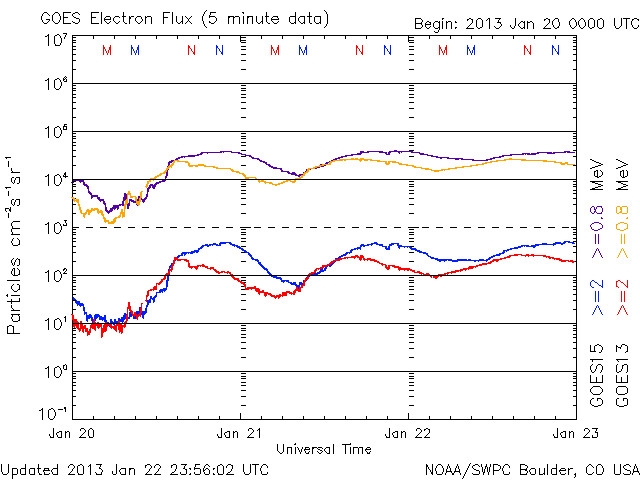 GOES Electron Flux (5 minute data)
Begin: 2013 Jan 20 0000 UTC
M M N N M M N N M M N N
10⁷
10⁶
10⁵
10⁴
10³
10²
10¹
10⁰
10⁻¹
Particles cm⁻²s⁻¹sr⁻¹
Jan 20 Jan 21 Jan 22 Jan 23
Universal Time
GOES15 >=2 >=0.8 MeV
GOES13 >=2 >=0.8 MeV
Updated 2013 Jan 22 23:56:02 UTC
NOAA/SWPC Boulder, CO USA